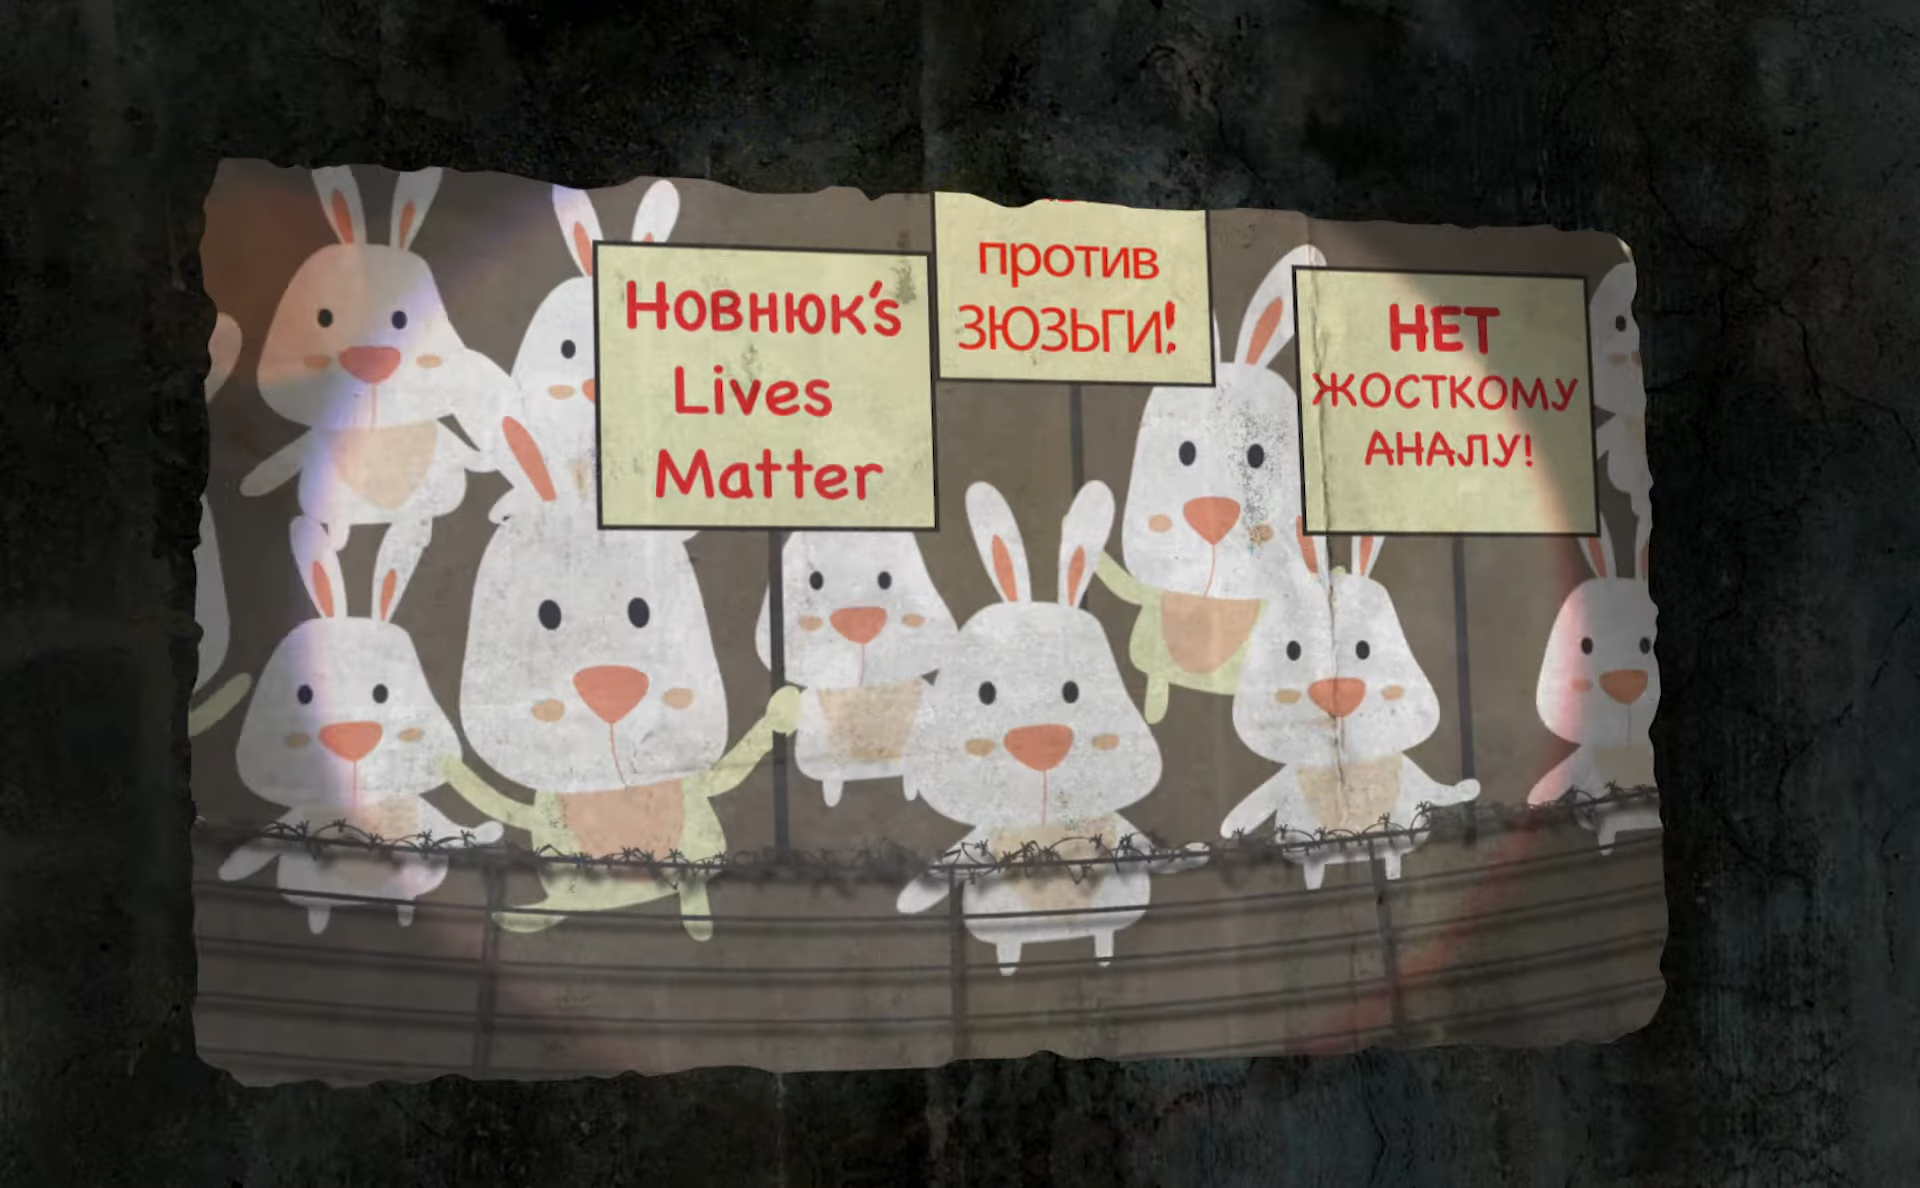 Новнюк's
Lives
Matter
против
ЗЮЗЬГИ!
НЕТ
ЖОСТКОМУ
АНАЛУ!